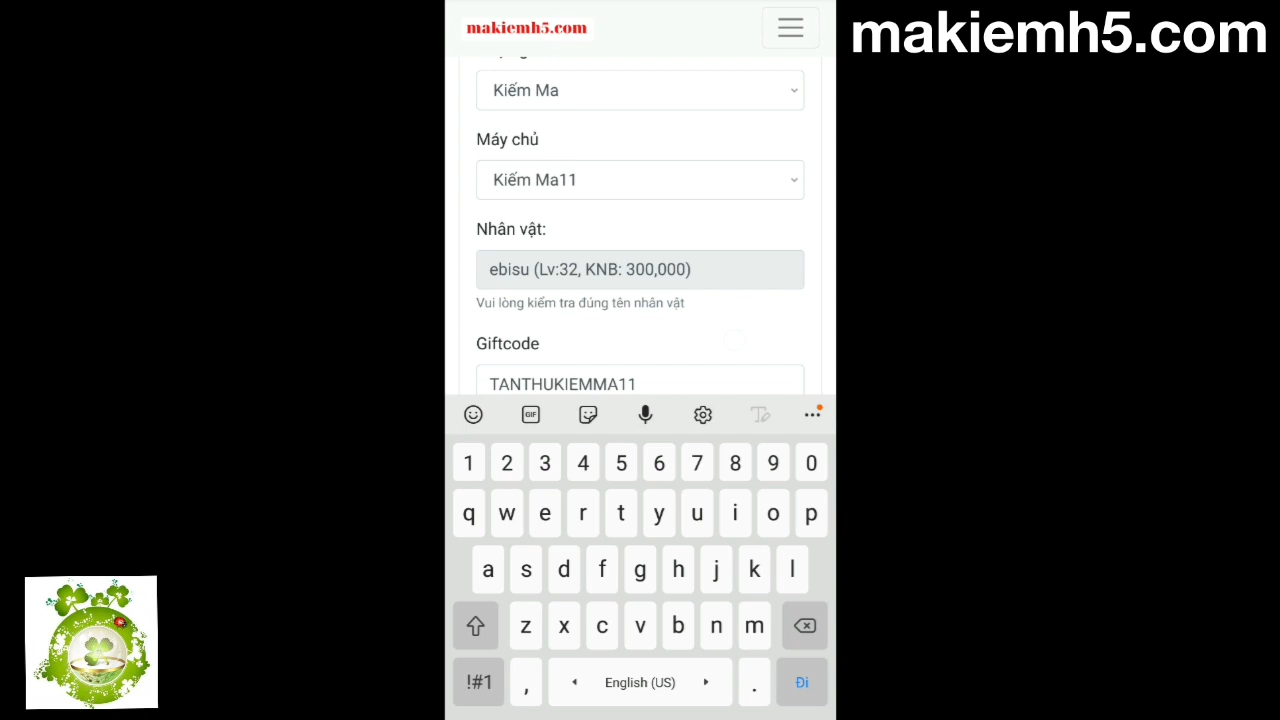 makiemh5.com
makiemh5.com
Kiếm Ma
Máy chủ
Kiếm Ma11
Nhân vật:
ebisu (Lv:32, KNB: 300,000)
Vui lòng kiểm tra đúng tên nhân vật
Giftcode
TANTHUKIEMMA11
GIF
1 2 3 4 5 6 7 8 9 0
q w e r t y u i o p
a s d f g h j k l
z x c v b n m
!#1 , English (US) . Đi